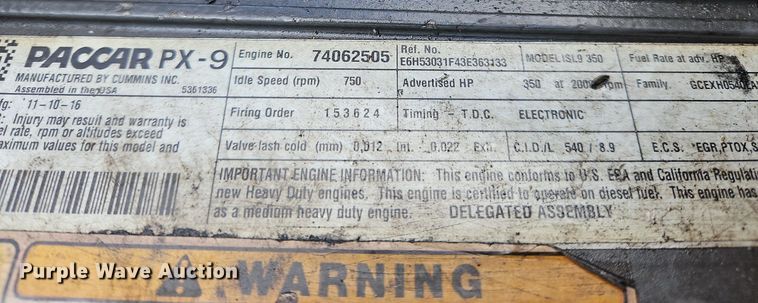 PACCAR PX-9
MANUFACTURED BY CUMMINS INC.
Assembled in the USA 5361336
Mfg: 11-10-16
Injury may result and warranty is
rate, rpm or altitudes exceed
maximum values for this model and
Engine No. 74062505
Ref. No.
E6H53031F43E363133
MODEL ISL9 350
Fuel Rate at adv. HP
Idle Speed (rpm) 750
Advertised HP 350 at 2000 rpm
Family. GCEXH0540
Firing Order 1 5 3 6 2 4
Timing - T.D.C. ELECTRONIC
Valve lash cold (mm) 0.012 Int. 0.022 Exh. C.I.D./L 540 / 8.9 E.C.S. *EGR,PTOX,S
IMPORTANT ENGINE INFORMATION: This engine conforms to U.S. EPA and California Regulati
new Heavy Duty engines. This engine is certified to operate on diesel fuel. This engine has
as a medium heavy duty engine. DELEGATED ASSEMBLY
WARNING
Purple Wave Auction